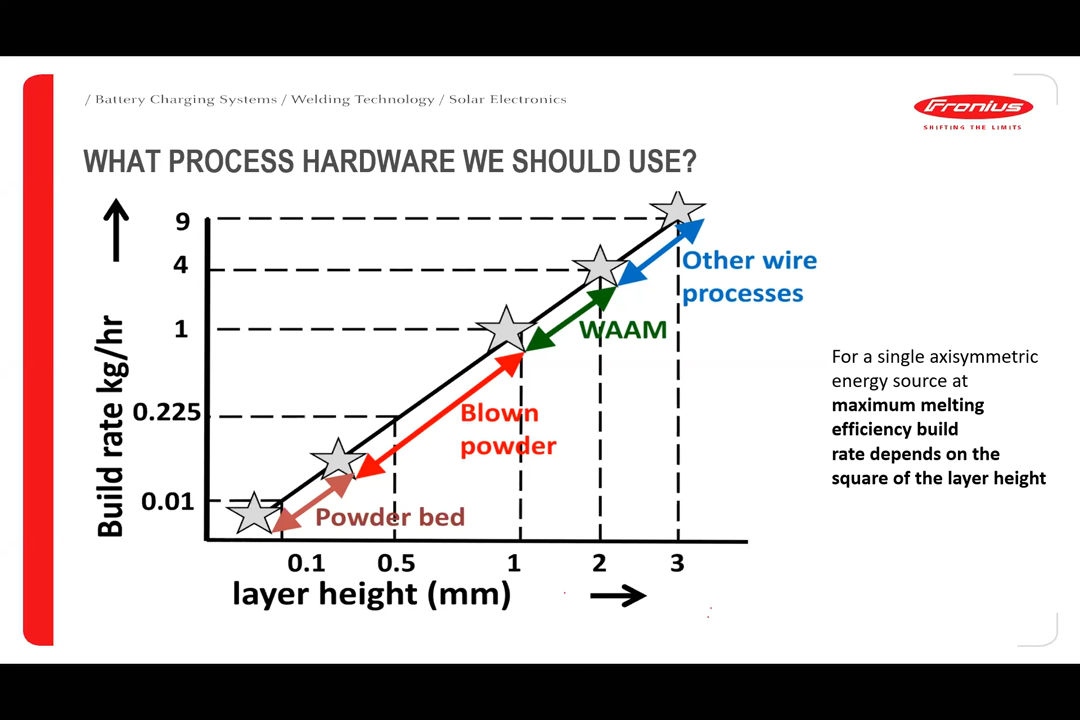 / Battery Charging Systems / Welding Technology / Solar Electronics
Fronius
SHIFTING THE LIMITS
WHAT PROCESS HARDWARE WE SHOULD USE?
Build rate kg/hr
9
4
1
0.225
0.01
Other wire
processes
WAAM
Blown
powder
Powder bed
0.1 0.5 1 2 3
layer height (mm)
For a single axisymmetric
energy source at
maximum melting
efficiency build
rate depends on the
square of the layer height